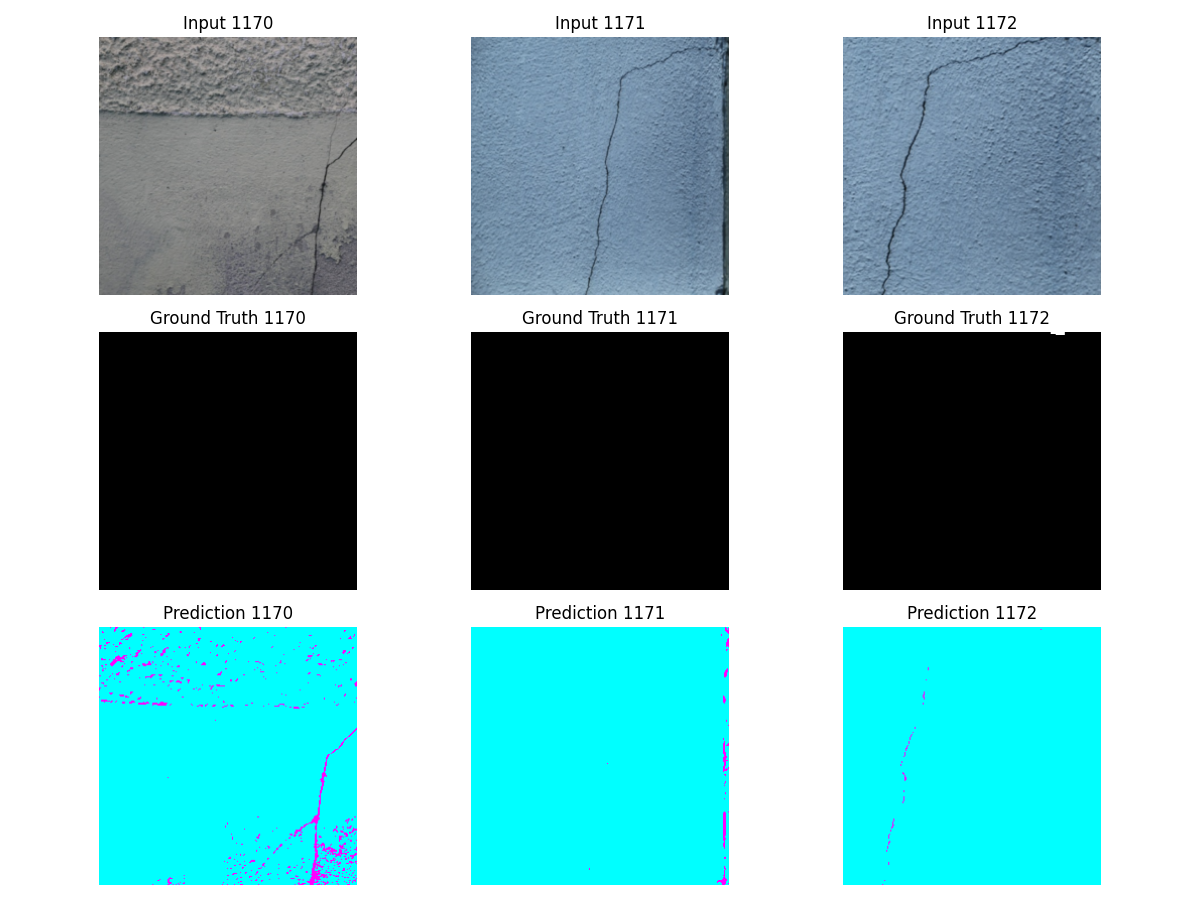 Input 1170
Input 1171
Input 1172
Ground Truth 1170
Ground Truth 1171
Ground Truth 1172
Prediction 1170
Prediction 1171
Prediction 1172